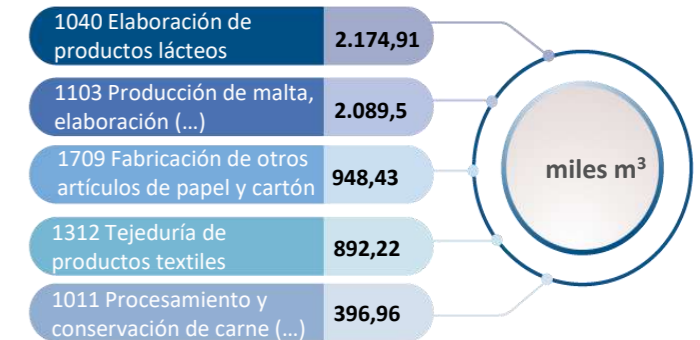 1040 Elaboración de
productos lácteos
2.174,91
1103 Producción de malta,
elaboración (...)
2.089,5
1709 Fabricación de otros
artículos de papel y cartón
948,43
1312 Tejeduría de
productos textiles
892,22
1011 Procesamiento y
conservación de carne (...)
396,96
miles m³